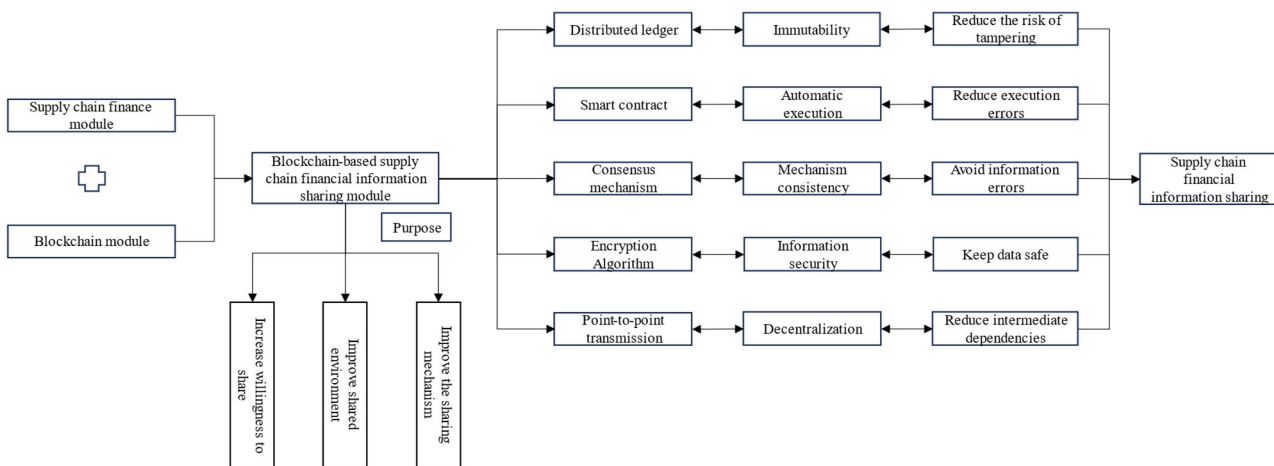 Supply chain finance
module
Blockchain module
Blockchain-based supply
chain financial information
sharing module
Purpose
Increase willingness to
share
Improve shared
environment
Improve the sharing
mechanism
Distributed ledger
Immutability
Reduce the risk of
tampering
Smart contract
Automatic
execution
Reduce execution
errors
Consensus
mechanism
Mechanism
consistency
Avoid information
errors
Encryption
Algorithm
Information
security
Keep data safe
Point-to-point
transmission
Decentralization
Reduce intermediate
dependencies
Supply chain
financial
information sharing